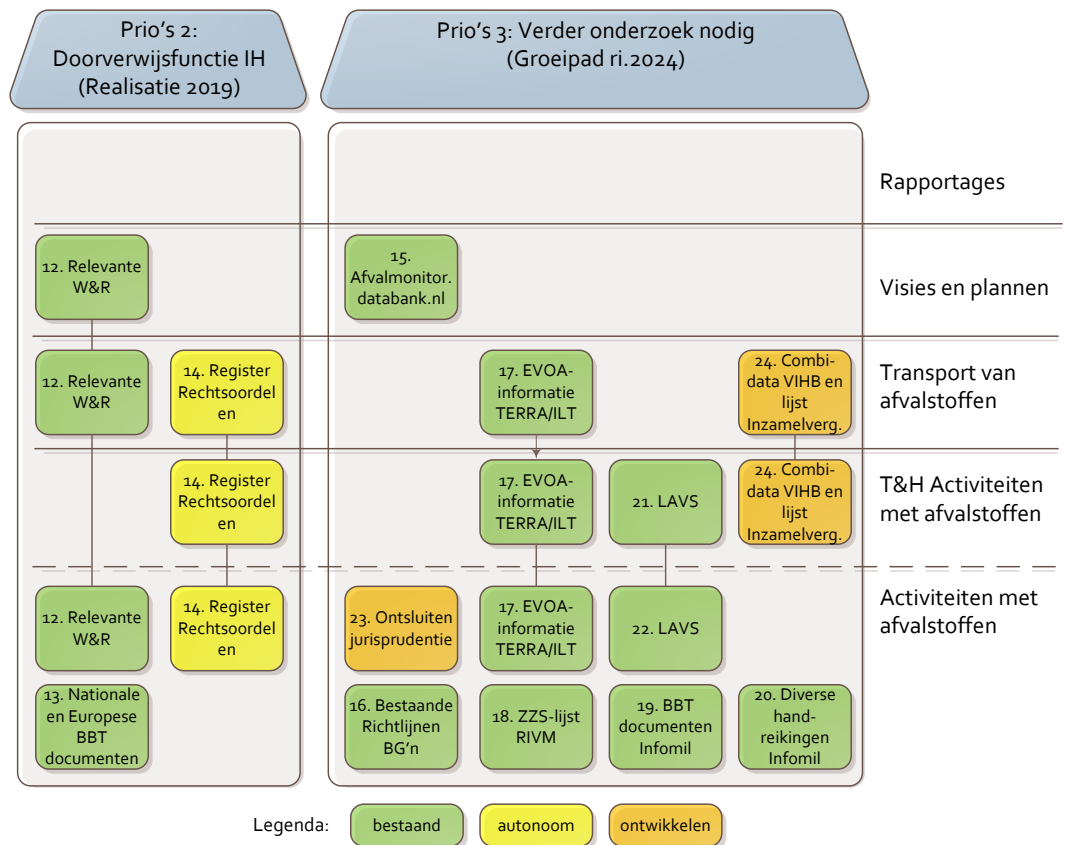 Prio's 2:
Doorverwijsfunctie IH
(Realisatie 2019)
Prio's 3: Verder onderzoek nodig
(Groeipad ri.2024)
Rapportages
12. Relevante
W&R
15.
Afvalmonitor.
databank.nl
Visies en plannen
12. Relevante
W&R
14. Register
Rechtsoordel
en
17. EVOA-
informatie
TERRA/ILT
24. Combi-
data VIHB en
lijst
Inzamelverg.
Transport van
afvalstoffen
14. Register
Rechtsoordel
en
17. EVOA-
informatie
TERRA/ILT
21. LAVS
24. Combi-
data VIHB en
lijst
Inzamelverg.
T&H Activiteiten
met afvalstoffen
12. Relevante
W&R
14. Register
Rechtsoordel
en
23. Ontsluiten
jurisprudentie
17. EVOA-
informatie
TERRA/ILT
22. LAVS
Activiteiten met
afvalstoffen
13. Nationale
en Europese
BBT
documenten
16. Bestaande
Richtlijnen
BG'n
18. ZZS-lijst
RIVM
19. BBT
documenten
Infomil
20. Diverse
hand-
reikingen
Infomil
Legenda:
bestaand
autonoom
ontwikkelen